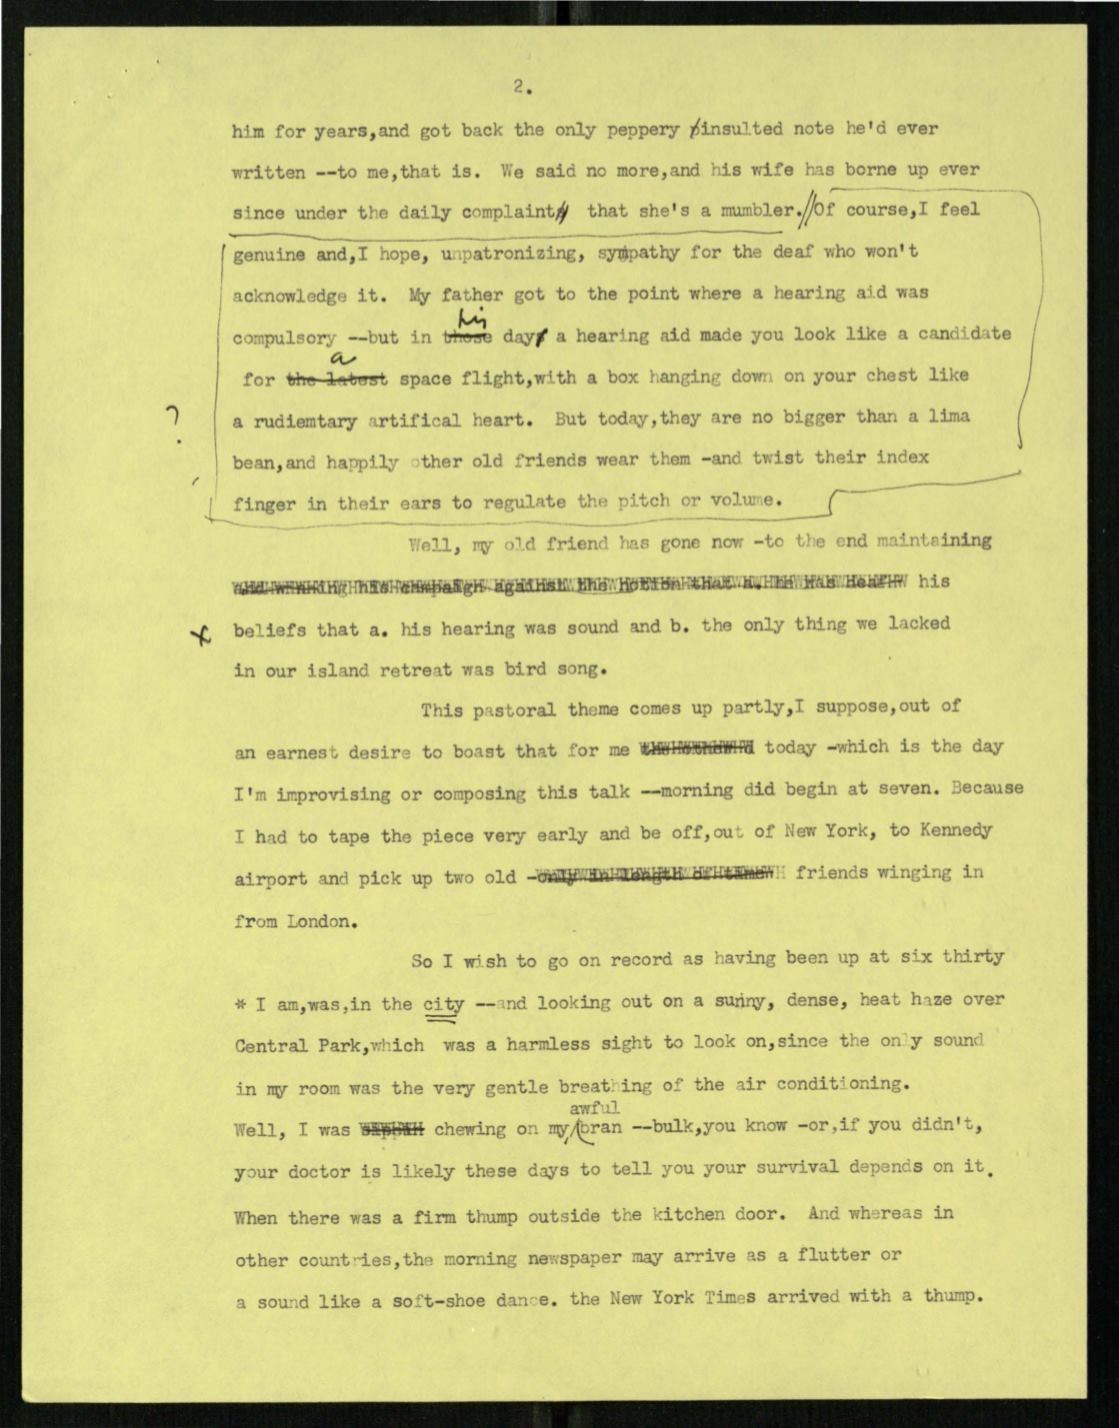 2.
him for years,and got back the only peppery insulted note he'd ever
written --to me,that is. We said no more,and his wife has borne up ever
since under the daily complaint that she's a mumbler.//Of course,I feel
genuine and,I hope, unpatronizing, sympathy for the deaf who won't
acknowledge it. My father got to the point where a hearing aid was
his
compulsory --but in those day a hearing aid made you look like a candidate
a
for the latest space flight,with a box hanging down on your chest like
?
a rudiemtary artifical heart. But today,they are no bigger than a lima
bean,and happily other old friends wear them -and twist their index
finger in their ears to regulate the pitch or volume.
Well, my old friend has gone now -to the end maintaining
his
x beliefs that a. his hearing was sound and b. the only thing we lacked
in our island retreat was bird song.
This pastoral theme comes up partly,I suppose,out of
an earnest desire to boast that for me today -which is the day
I'm improvising or composing this talk --morning did begin at seven. Because
I had to tape the piece very early and be off,out of New York, to Kennedy
airport and pick up two old - friends winging in
from London.
So I wish to go on record as having been up at six thirty
* I am,was,in the city --and looking out on a sunny, dense, heat haze over
Central Park,which was a harmless sight to look on,since the only sound
in my room was the very gentle breathing of the air conditioning.
awful
Well, I was chewing on my bran --bulk,you know -or,if you didn't,
your doctor is likely these days to tell you your survival depends on it.
When there was a firm thump outside the kitchen door. And whereas in
other countries,the morning newspaper may arrive as a flutter or
a sound like a soft-shoe dance. the New York Times arrived with a thump.